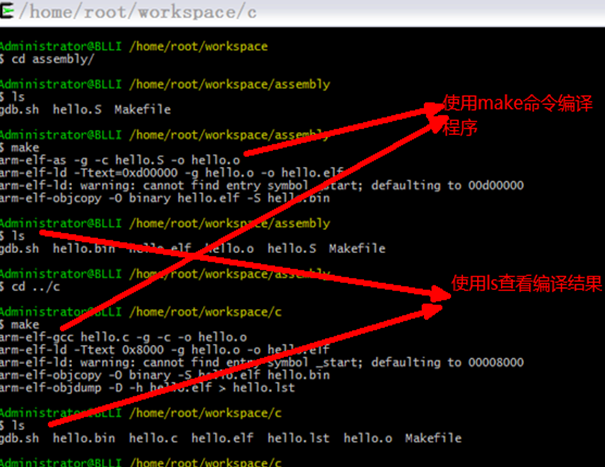 /home/root/workspace/c
Administrator@BLLI /home/root/workspace
$ cd assembly/
Administrator@BLLI /home/root/workspace/assembly
$ ls
gdb.sh hello.S Makefile
Administrator@BLLI /home/root/workspace/assembly
$ make
arm-elf-as -g -c hello.S -o hello.o
arm-elf-ld -Ttext=0xd00000 -g hello.o -o hello.elf
arm-elf-ld: warning: cannot find entry symbol _start; defaulting to 00d00000
arm-elf-objcopy -O binary hello.elf -S hello.bin
Administrator@BLLI /home/root/workspace/assembly
$ ls
gdb.sh hello.bin hello.elf hello.o hello.S Makefile
Administrator@BLLI /home/root/workspace/assembly
$ cd ../c
Administrator@BLLI /home/root/workspace/c
$ make
arm-elf-gcc hello.c -g -c -o hello.o
arm-elf-ld -Ttext 0x8000 -g hello.o -o hello.elf
arm-elf-ld: warning: cannot find entry symbol _start; defaulting to 00008000
arm-elf-objcopy -O binary -S hello.elf hello.bin
arm-elf-objdump -D -h hello.elf > hello.lst
Administrator@BLLI /home/root/workspace/c
$ ls
gdb.sh hello.bin hello.c hello.elf hello.lst hello.o Makefile
Administrator@BLLI /home/root/workspace/c
使用make命令编译
程序
使用ls查看编译结果